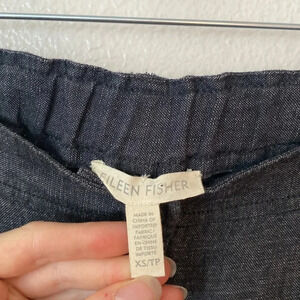 EILEEN FISHER
MADE IN
CHINA OF
IMPORTED
FABRIC/
FABRIQUÉ
EN CHINE
DE TISSU
IMPORTÉ
XS/TP